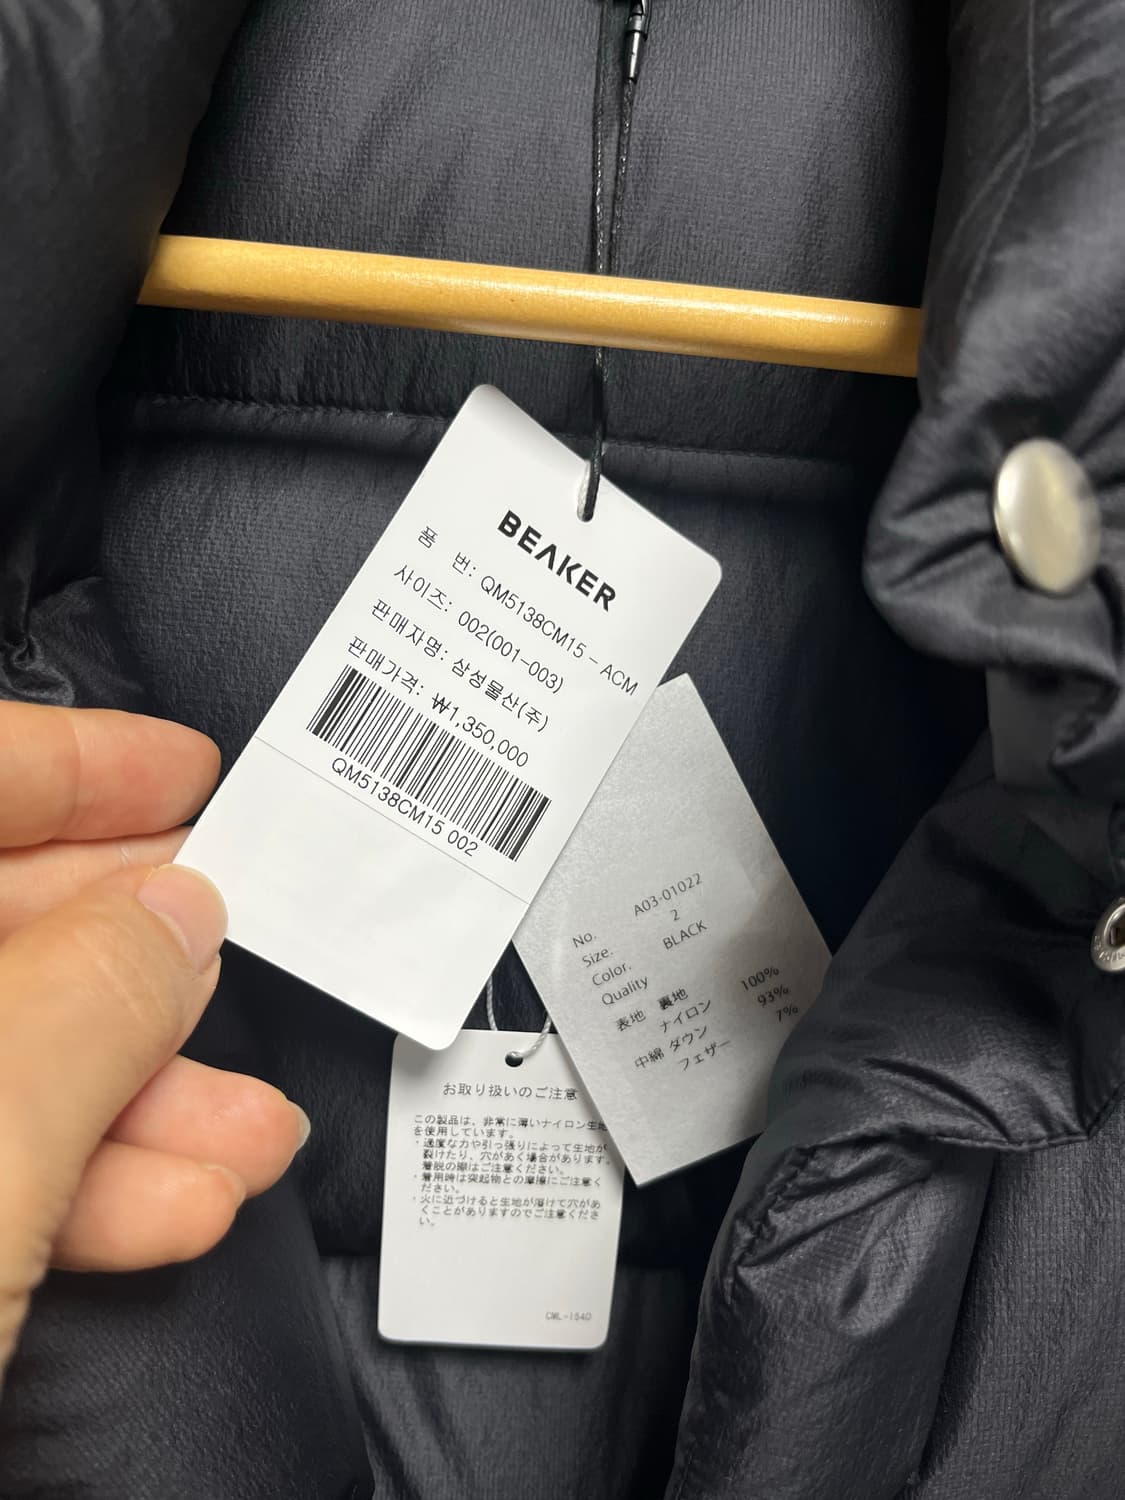 BEAKER
품 번: QM5138CM15 - ACM
사이즈: 002(001-003)
판매자명: 삼성물산(주)
판매가격: ₩1,350,000
QM5138CM15 002
No. A03-01022
Size. 2
Color. BLACK
Quality
表地 裏地
ナイロン 100%
中綿 ダウン 93%
フェザー 7%
お取り扱いのご注意
この製品は、非常に薄いナイロン生地
を使用しています。
・過度な力や引っ張りによって生地が
裂けたり、穴があく場合があります。
着脱の際はご注意ください。
・着用時は突起物との摩擦にご注意く
ださい。
・火に近づけると生地が溶けて穴があ
くことがありますのでご注意くださ
い。
CML-154D